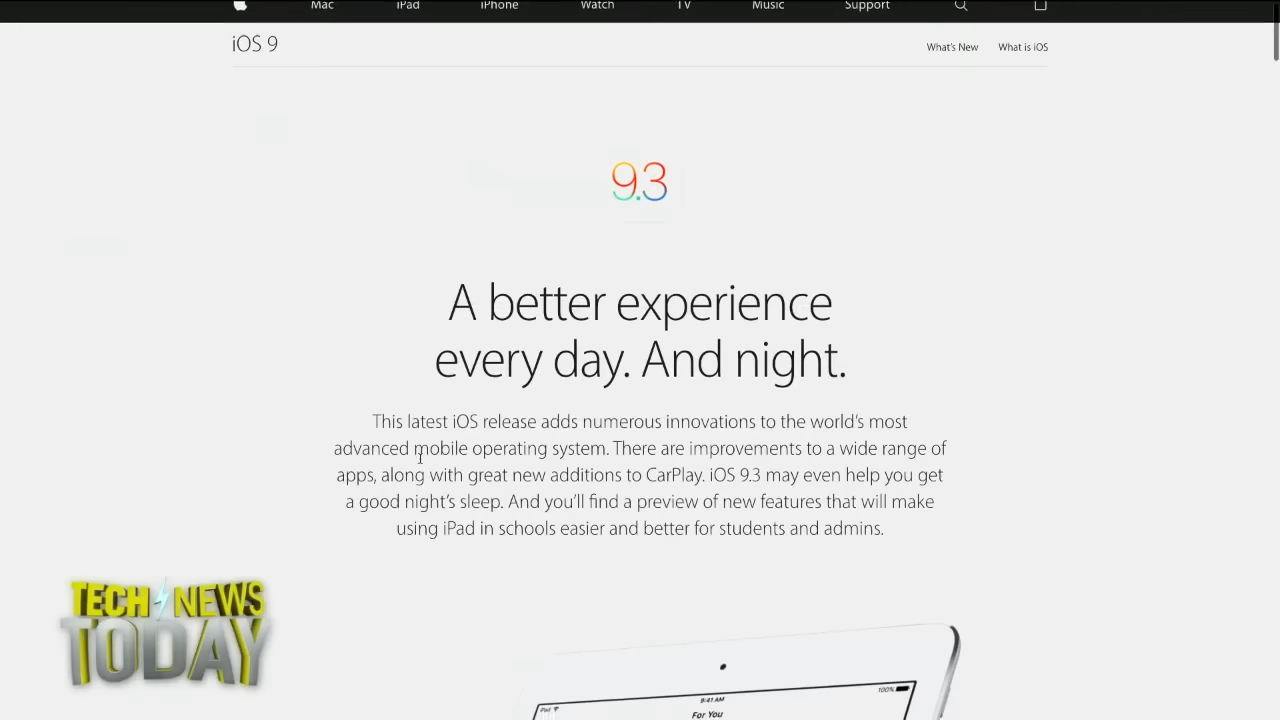 Mac iPad iPhone Watch TV Music Support
iOS 9
What's New What is iOS
9.3
A better experience
every day. And night.
This latest iOS release adds numerous innovations to the world's most
advanced mobile operating system. There are improvements to a wide range of
apps, along with great new additions to CarPlay. iOS 9.3 may even help you get
a good night's sleep. And you'll find a preview of new features that will make
using iPad in schools easier and better for students and admins.
TECH NEWS
TODAY
iPad 9:41 AM 100%
For You